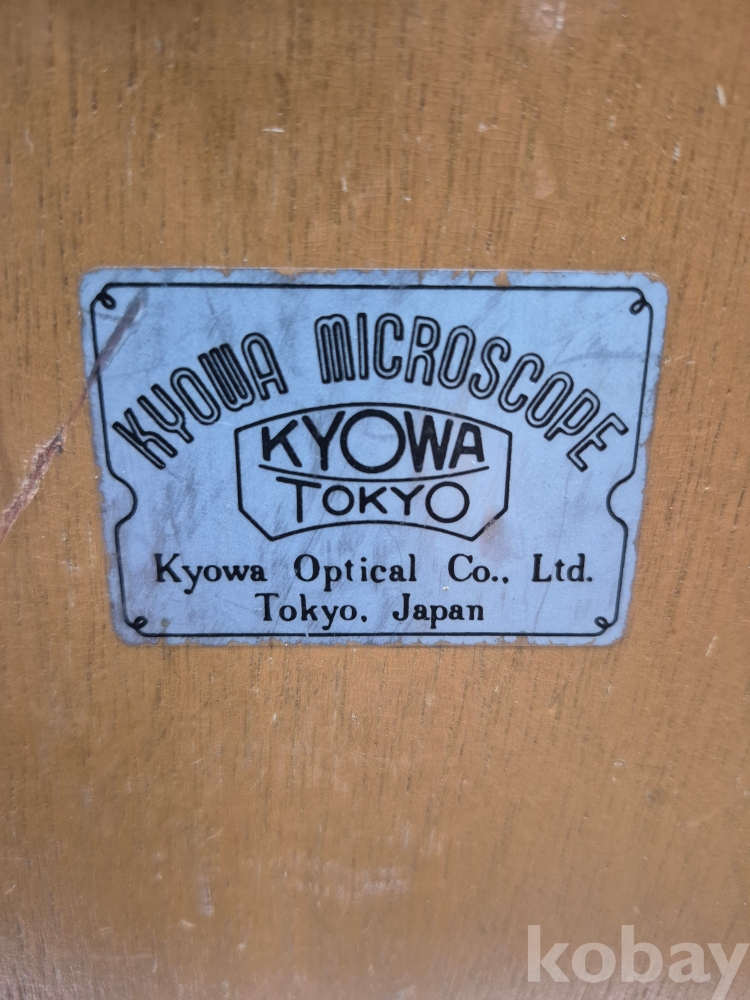 KYOWA MICROSCOPE
KYOWA
TOKYO
Kyowa Optical Co., Ltd.
Tokyo, Japan
kobay